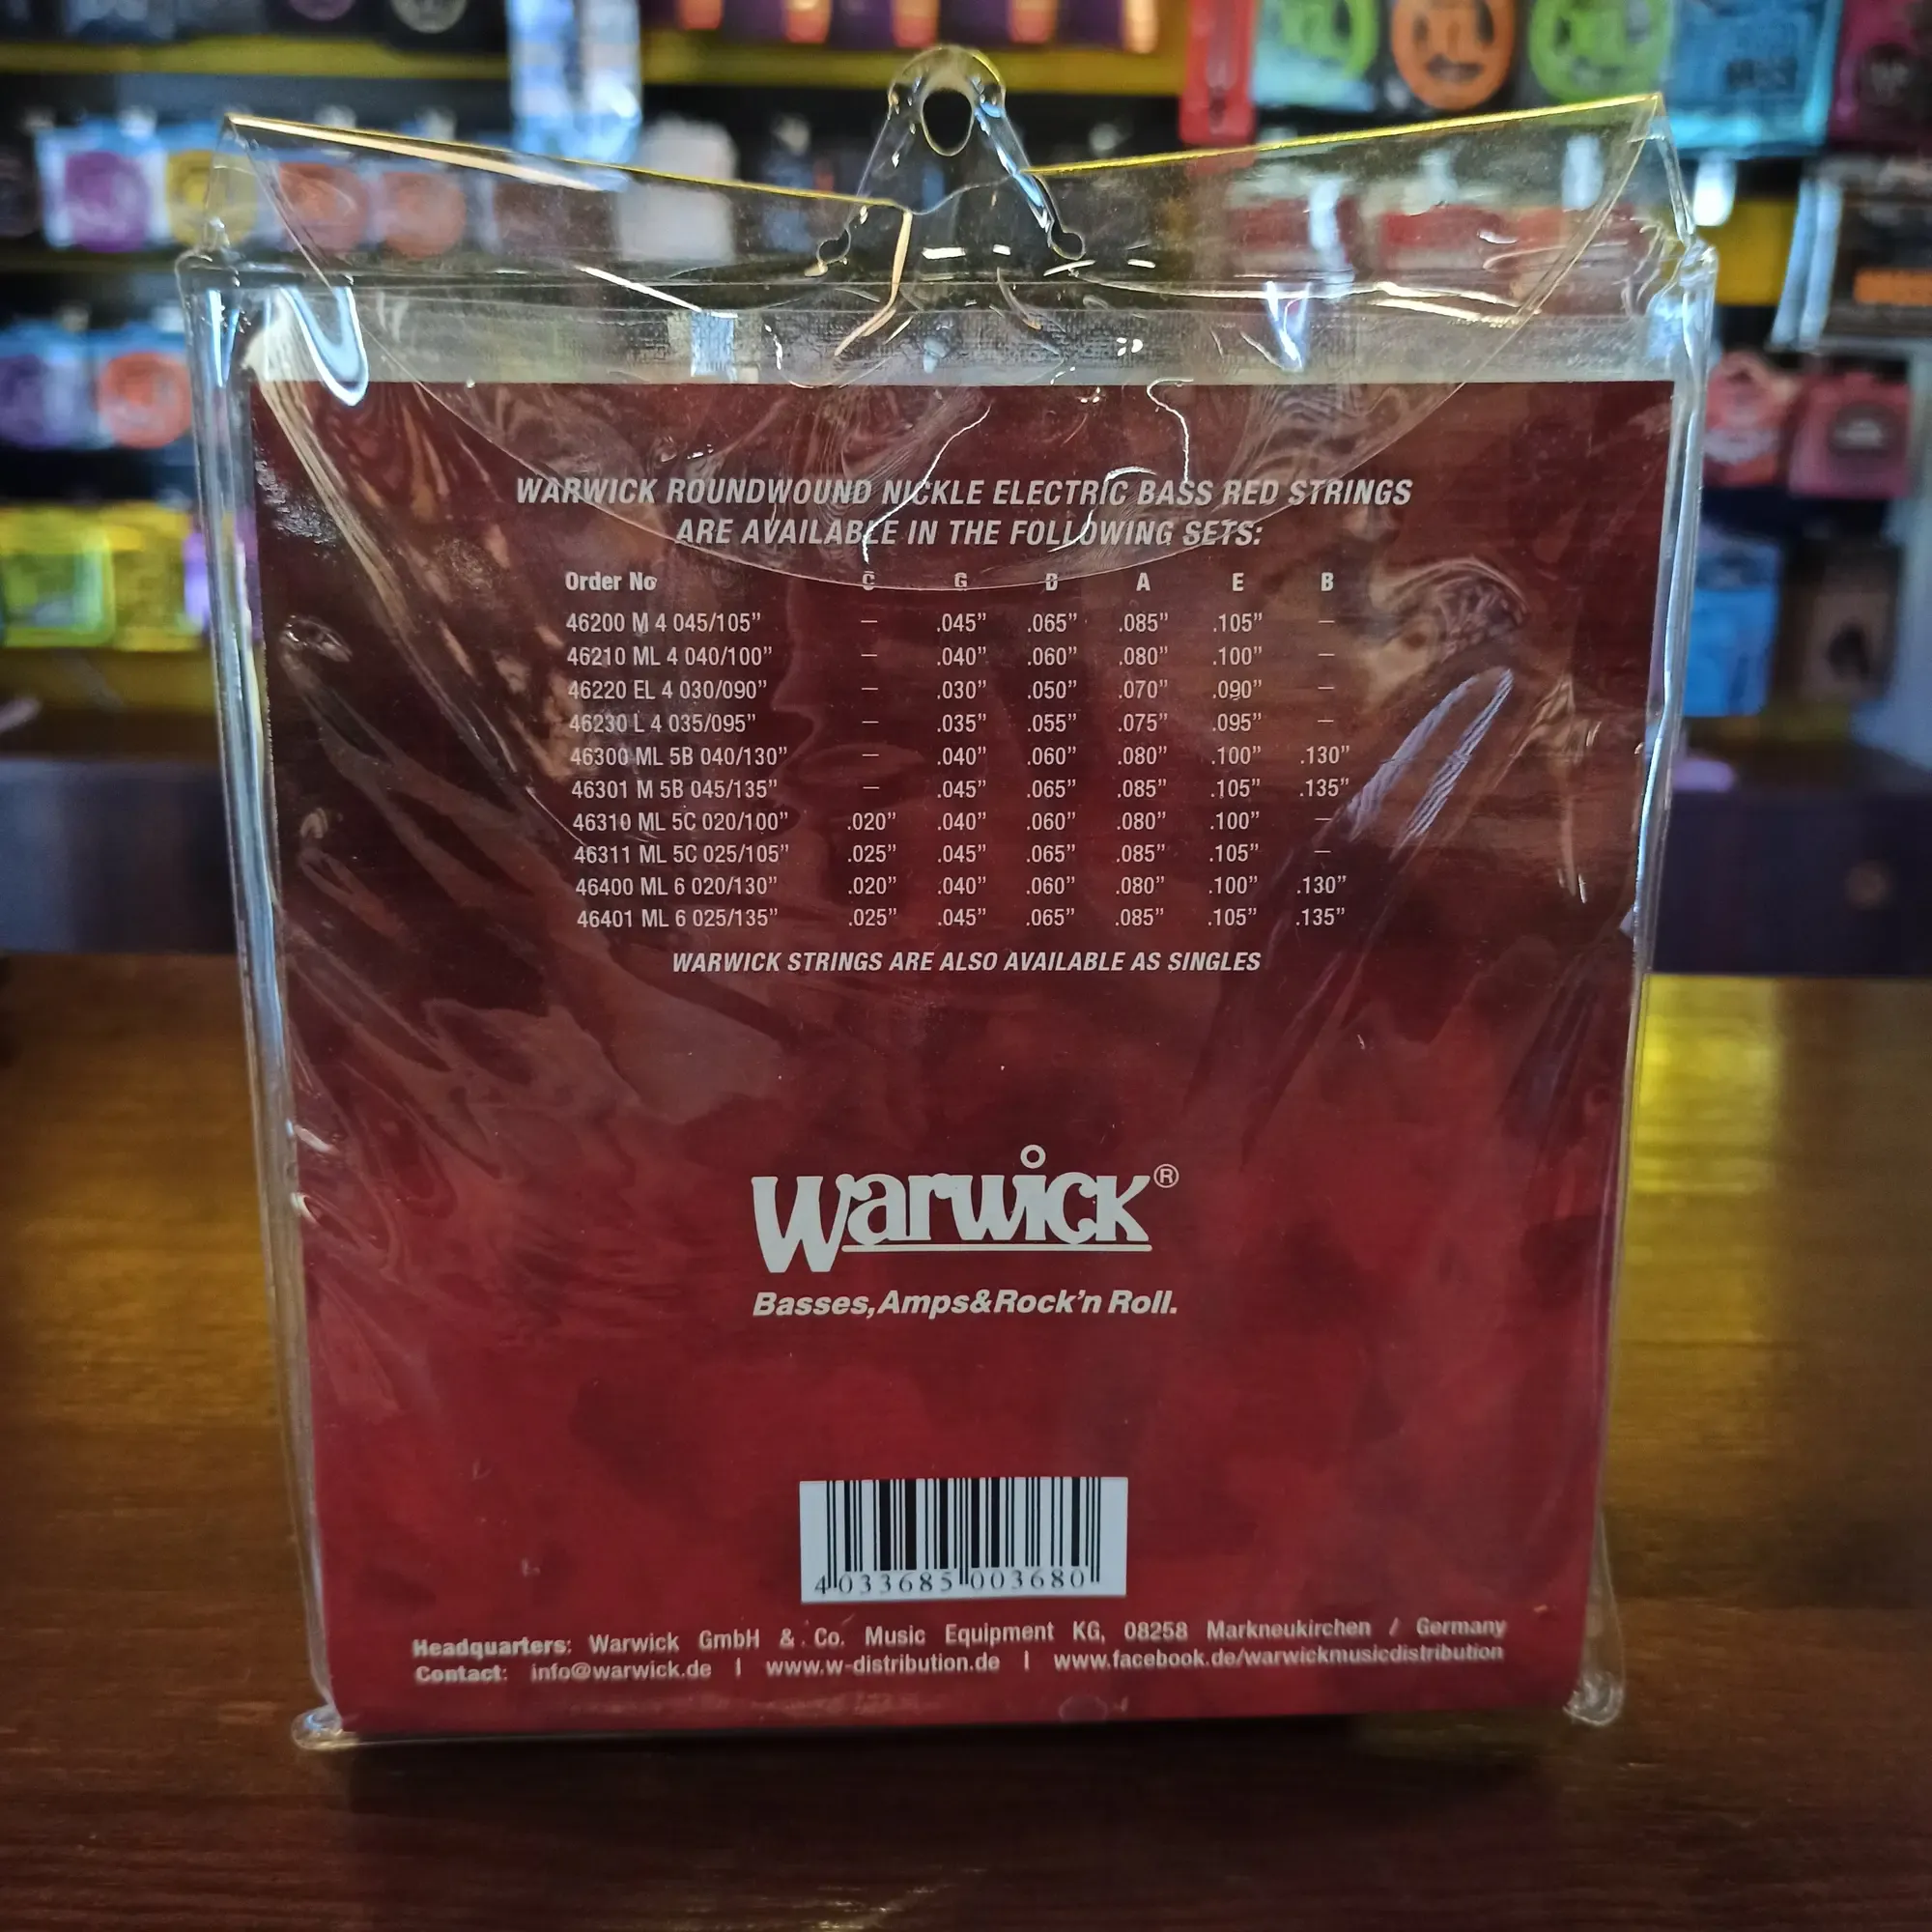 WARWICK ROUNDWOUND NICKLE ELECTRIC BASS RED STRINGS
ARE AVAILABLE IN THE FOLLOWING SETS:
Order No C G D A E B
46200 M 4 045/105” — .045” .065” .085” .105” —
46210 ML 4 040/100” — .040” .060” .080” .100” —
46220 EL 4 030/090” — .030” .050” .070” .090” —
46230 L 4 035/095” — .035” .055” .075” .095” —
46300 ML 5B 040/130” — .040” .060” .080” .100” .130”
46301 M 5B 045/135” — .045” .065” .085” .105” .135”
46310 ML 5C 020/100” .020” .040” .060” .080” .100” —
46311 ML 5C 025/105” .025” .045” .065” .085” .105” —
46400 ML 6 020/130” .020” .040” .060” .080” .100” .130”
46401 ML 6 025/135” .025” .045” .065” .085” .105” .135”
WARWICK STRINGS ARE ALSO AVAILABLE AS SINGLES
Warwick®
Basses,Amps&Rock’n Roll.
4 033685 003680
Headquarters: Warwick GmbH & Co. Music Equipment KG, 08258 Markneukirchen / Germany
Contact: info@warwick.de | www.w-distribution.de | www.facebook.de/warwickmusicdistribution